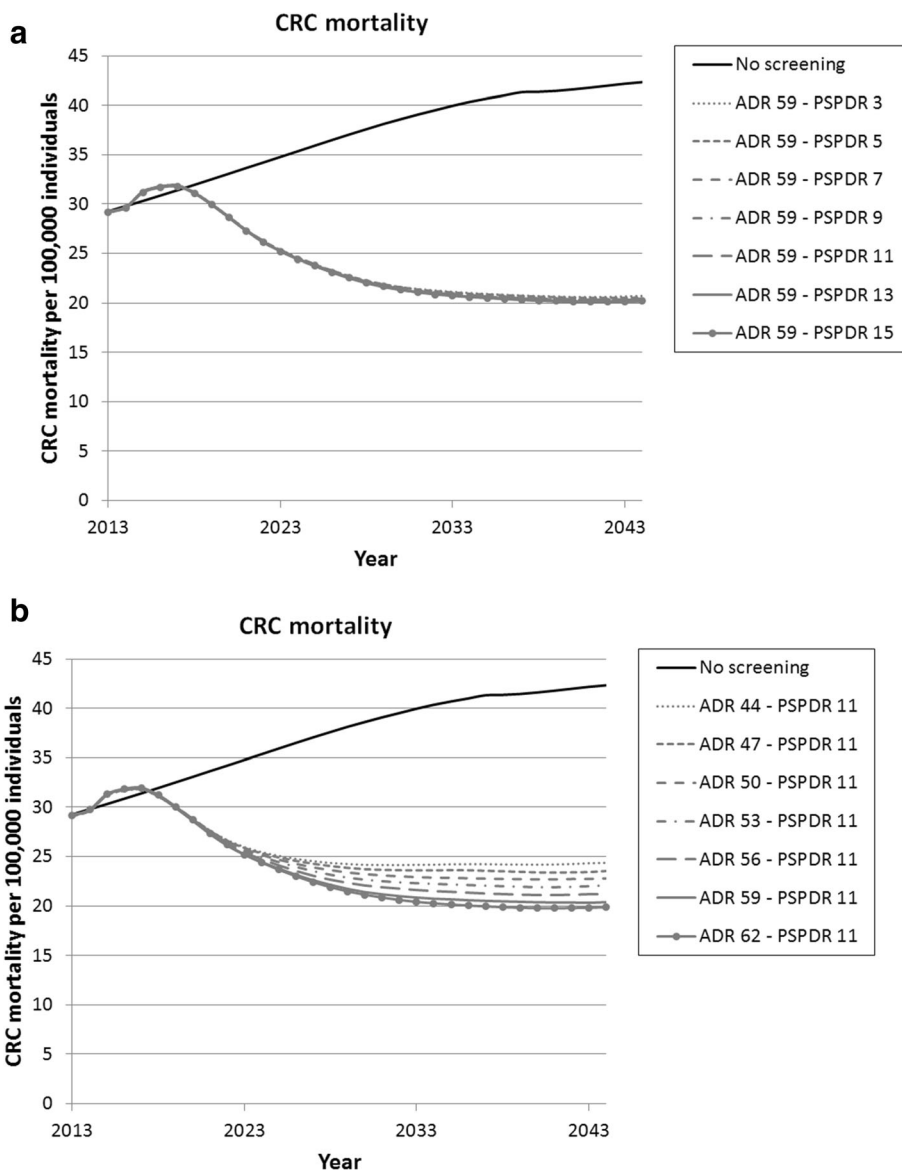 a
CRC mortality
CRC mortality per 100,000 individuals
45
40
35
30
25
20
15
10
5
0
2013
2023
2033
2043
Year
No screening
ADR 59 - PSPDR 3
ADR 59 - PSPDR 5
ADR 59 - PSPDR 7
ADR 59 - PSPDR 9
ADR 59 - PSPDR 11
ADR 59 - PSPDR 13
ADR 59 - PSPDR 15
b
CRC mortality
CRC mortality per 100,000 individuals
45
40
35
30
25
20
15
10
5
0
2013
2023
2033
2043
Year
No screening
ADR 44 - PSPDR 11
ADR 47 - PSPDR 11
ADR 50 - PSPDR 11
ADR 53 - PSPDR 11
ADR 56 - PSPDR 11
ADR 59 - PSPDR 11
ADR 62 - PSPDR 11